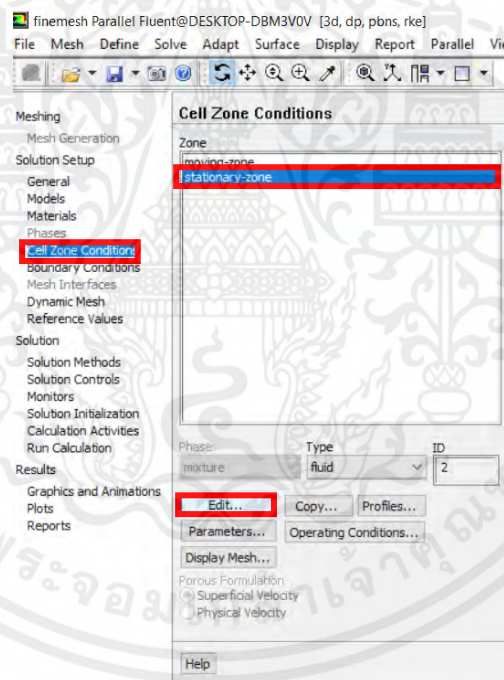 finemesh Parallel Fluent@DESKTOP-DBM3V0V [3d, dp, pbns, rke]
File Mesh Define Solve Adapt Surface Display Report Parallel
Meshing
Mesh Generation
Solution Setup
General
Models
Materials
Phases
Cell Zone Conditions
Boundary Conditions
Mesh Interfaces
Dynamic Mesh
Reference Values
Solution
Solution Methods
Solution Controls
Monitors
Solution Initialization
Calculation Activities
Run Calculation
Results
Graphics and Animations
Plots
Reports
Cell Zone Conditions
Zone
moving-zone
stationary-zone
Phase Type ID
mixture fluid 2
Edit... Copy... Profiles...
Parameters... Operating Conditions...
Display Mesh...
Porous Formulation
Superficial Velocity
Physical Velocity
Help